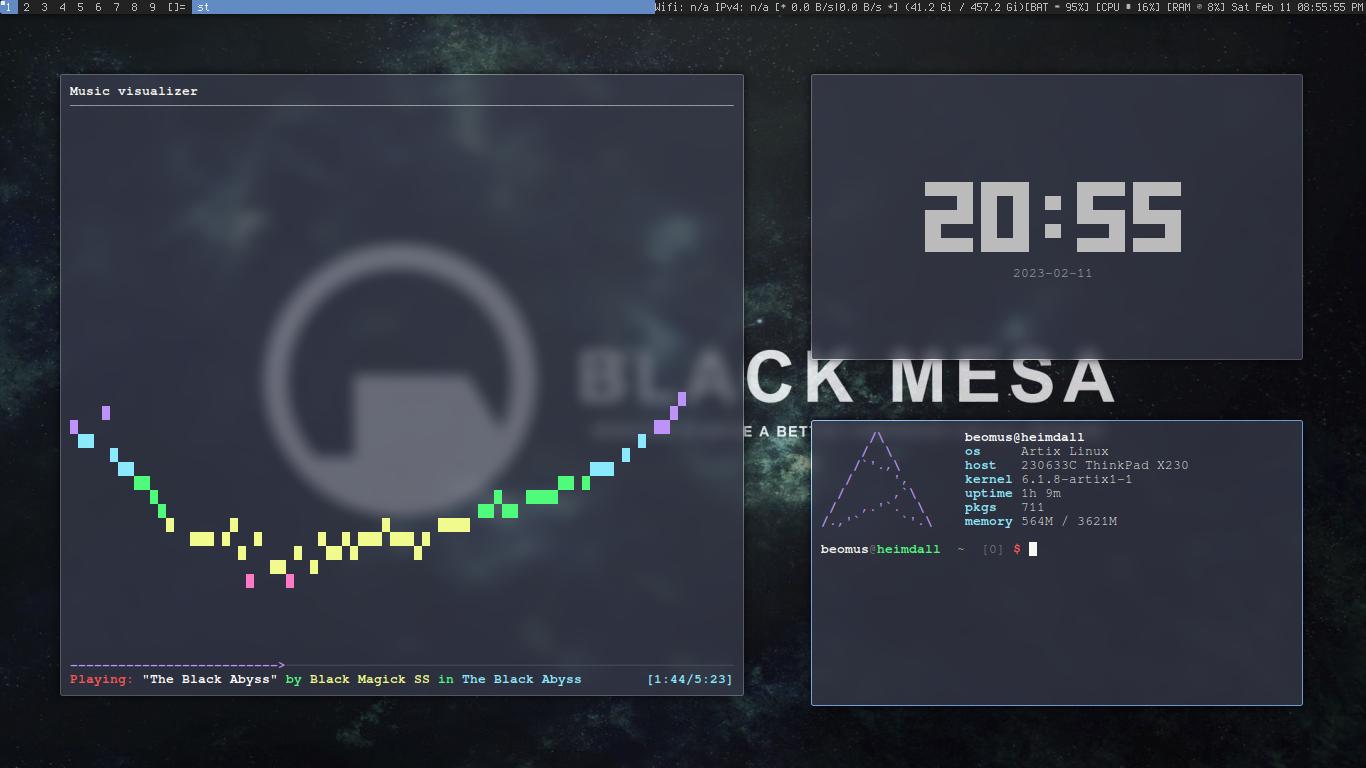 1 2 3 4 5 6 7 8 9 []= st Wifi: n/a IPv4: n/a [* 0.0 B/s|0.0 B/s *] (41.2 Gi / 457.2 Gi)[BAT 95%] [CPU 16%] [RAM 8%] Sat Feb 11 08:55:55 PM
Music visualizer
BLACK MESA
E A BET
-------------------------->
Playing: "The Black Abyss" by Black Magick SS in The Black Abyss [1:44/5:23]
20:55
2023-02-11
beomus@heimdall
os Artix Linux
host 230633C ThinkPad X230
kernel 6.1.8-artix1-1
uptime 1h 9m
pkgs 711
memory 564M / 3621M
beomus@heimdall ~ [0] $